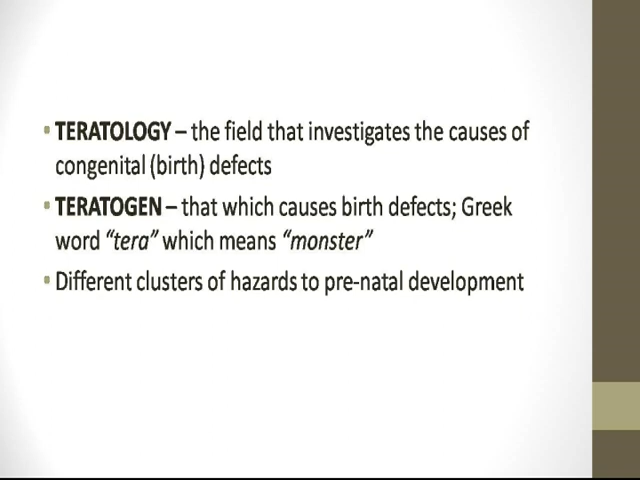 ▪ TERATOLOGY – the field that investigates the causes of
congenital (birth) defects
▪ TERATOGEN – that which causes birth defects; Greek
word “tera” which means “monster”
▪ Different clusters of hazards to pre-natal development